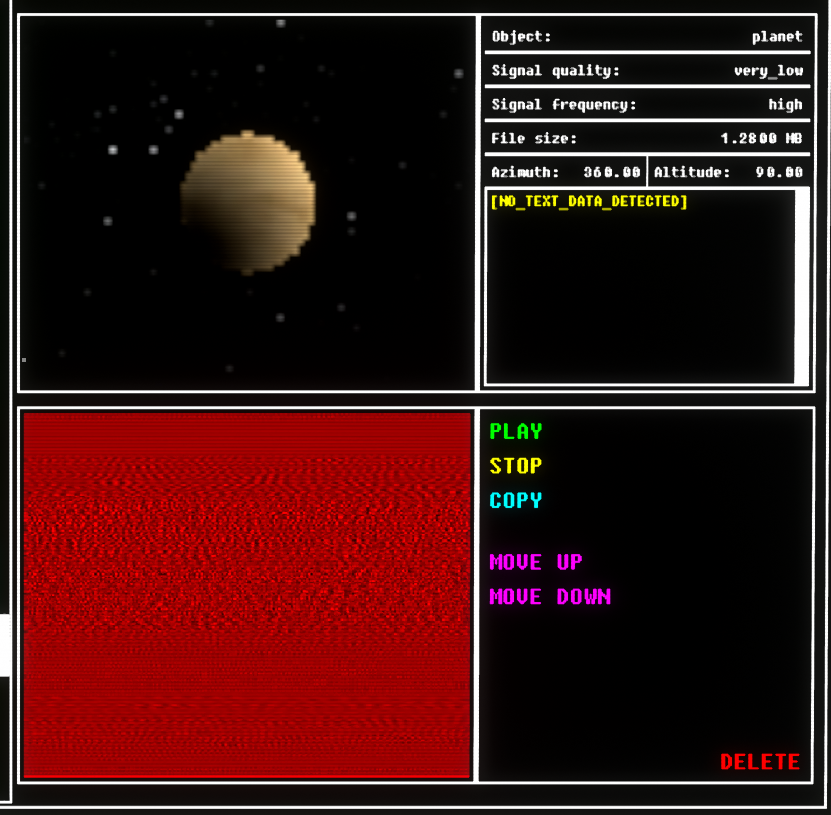 Object: planet
Signal quality: very_low
Signal frequency: high
File size: 1.2800 MB
Azimuth: 360.00 Altitude: 90.00
[NO_TEXT_DATA_DETECTED]
PLAY
STOP
COPY
MOVE UP
MOVE DOWN
DELETE